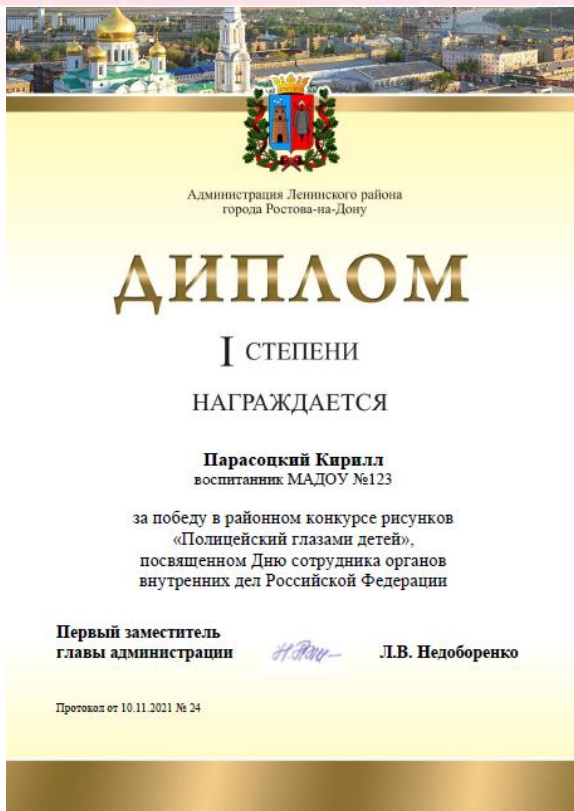 Администрация Ленинского района
города Ростова-на-Дону
ДИПЛОМ
I СТЕПЕНИ
НАГРАЖДАЕТСЯ
Парасоцкий Кирилл
воспитанник МАДОУ №123
за победу в районном конкурсе рисунков
«Полицейский глазами детей»,
посвященном Дню сотрудника органов
внутренних дел Российской Федерации
Первый заместитель
главы администрации Л.В. Недоборенко
Протокол от 10.11.2021 № 24